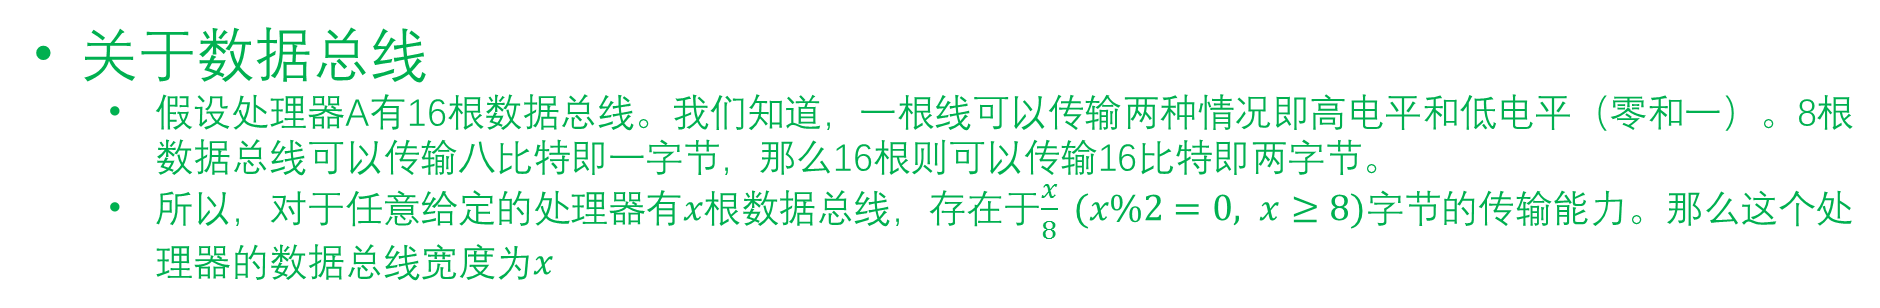 • 关于数据总线
• 假设处理器A有16根数据总线。我们知道，一根线可以传输两种情况即高电平和低电平（零和一）。8根
数据总线可以传输八比特即一字节，那么16根则可以传输16比特即两字节。
• 所以，对于任意给定的处理器有x根数据总线，存在于x/8 (x%2 = 0, x ≥ 8)字节的传输能力。那么这个处
理器的数据总线宽度为x